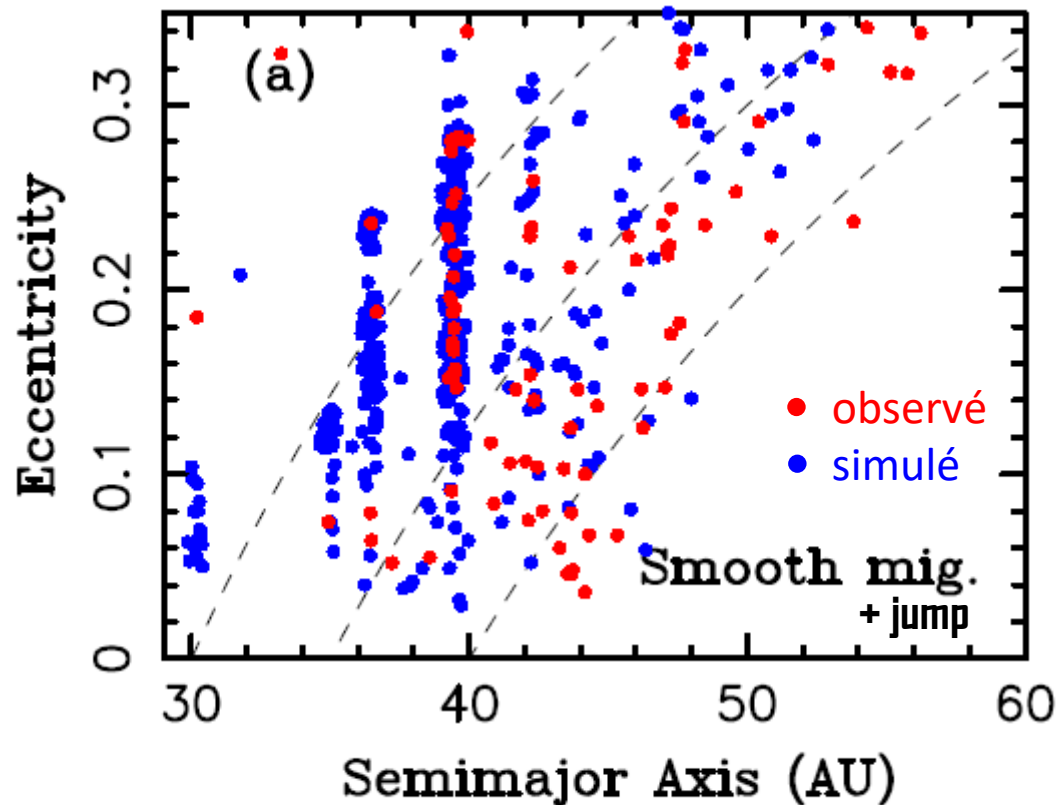 (a)
Eccentricity
0.3
0.2
0.1
0
observé
simulé
Smooth mig.
+ jump
30 40 50 60
Semimajor Axis (AU)